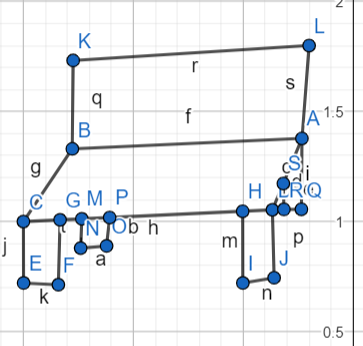 2
L
K
r
s
q
1.5
f
A
B
S
g
i
C
G M P
H
E R Q
1
N O b h
j
m
p
E
F
a
I
J
k
n
0.5